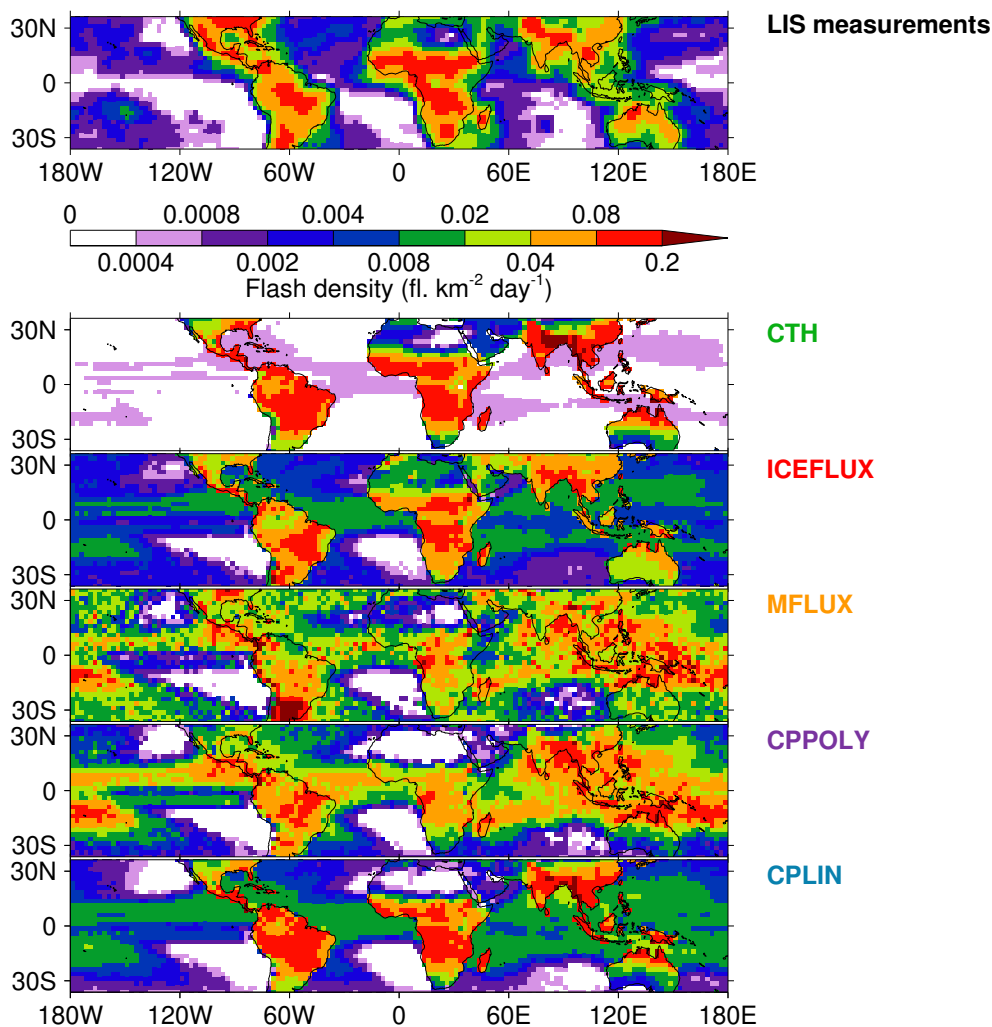 LIS measurements
30N
0
30S
180W 120W 60W 0 60E 120E 180E
0 0.0008 0.004 0.02 0.08
0.0004 0.002 0.008 0.04 0.2
Flash density (fl. km⁻² day⁻¹)
30N
0
30S
CTH
30N
0
30S
ICEFLUX
30N
0
30S
MFLUX
30N
0
30S
CPPOLY
30N
0
30S
CPLIN
180W 120W 60W 0 60E 120E 180E